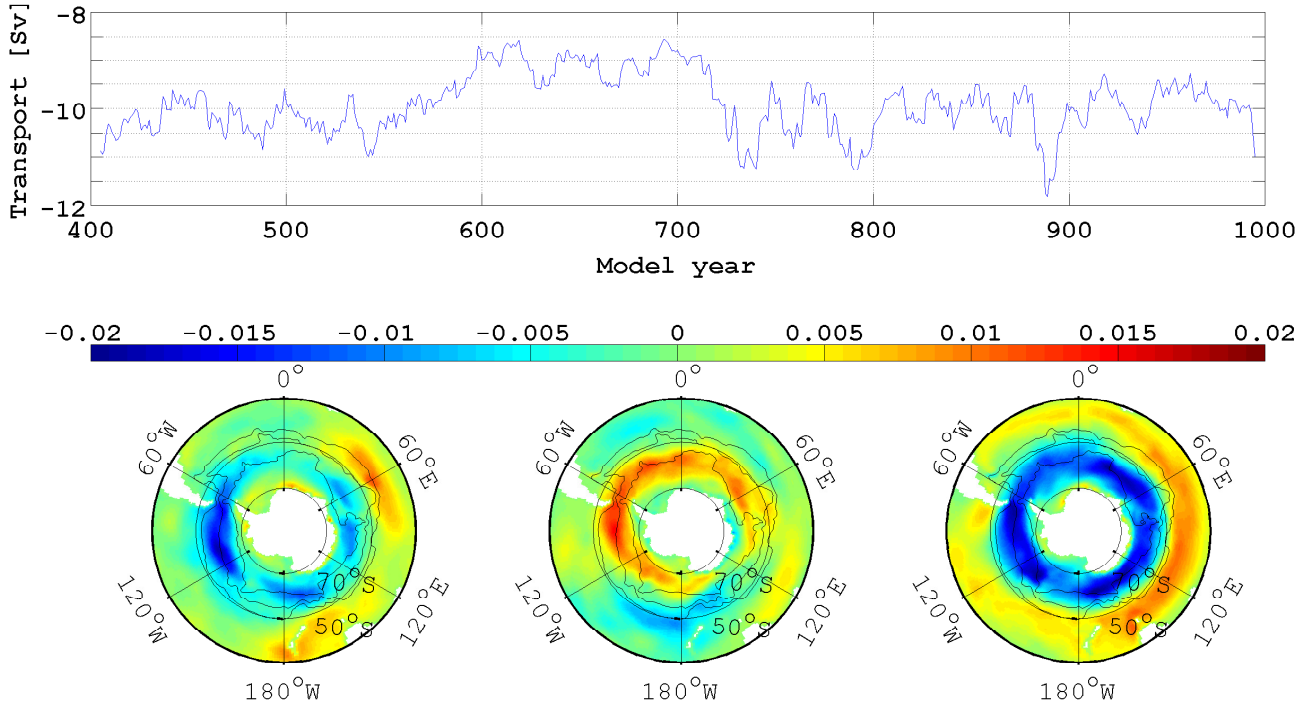 -8
-10
-12
Transport [Sv]
400 500 600 700 800 900 1000
Model year
-0.02 -0.015 -0.01 -0.005 0 0.005 0.01 0.015 0.02
0° 0° 0°
60°W 60°E 60°W 60°E 60°W 60°E
120°W 70°S 120°E 120°W 70°S 120°E 120°W 70°S 120°E
50°S 50°S 50°S
180°W 180°W 180°W